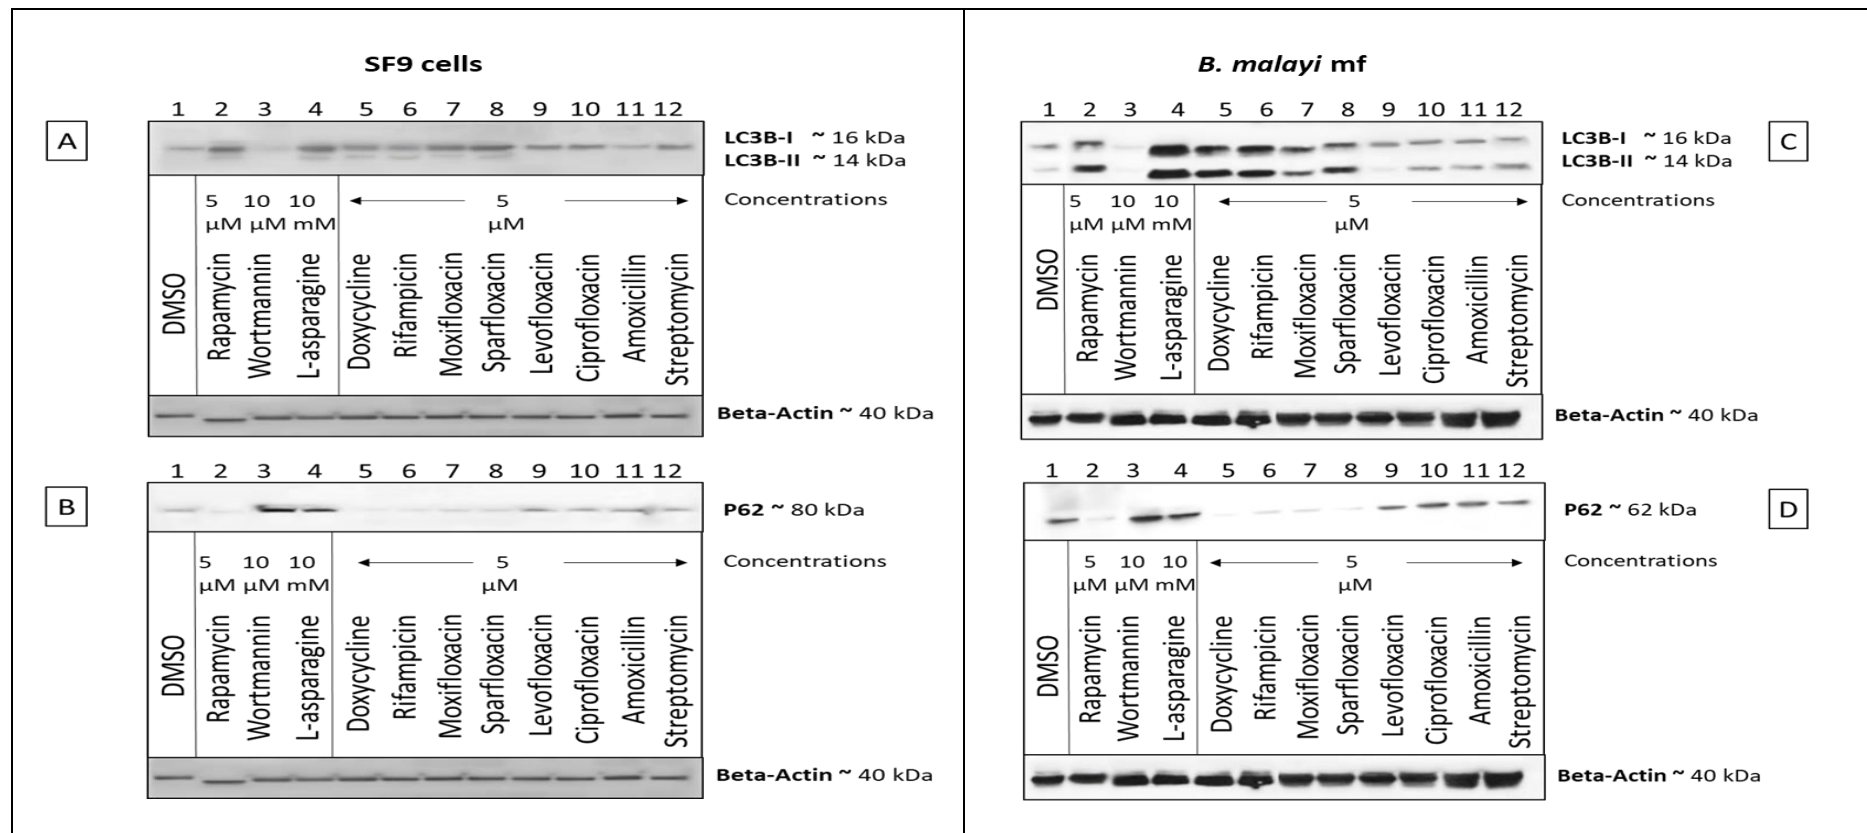 SF9 cells
1 2 3 4 5 6 7 8 9 10 11 12
A
LC3B-I ~ 16 kDa
LC3B-II ~ 14 kDa
5 10 10 5
µM µM mM µM
Concentrations
DMSO
Rapamycin
Wortmannin
L-asparagine
Doxycycline
Rifampicin
Moxifloxacin
Sparfloxacin
Levofloxacin
Ciprofloxacin
Amoxicillin
Streptomycin
Beta-Actin ~ 40 kDa
1 2 3 4 5 6 7 8 9 10 11 12
B
P62 ~ 80 kDa
5 10 10 5
µM µM mM µM
Concentrations
DMSO
Rapamycin
Wortmannin
L-asparagine
Doxycycline
Rifampicin
Moxifloxacin
Sparfloxacin
Levofloxacin
Ciprofloxacin
Amoxicillin
Streptomycin
Beta-Actin ~ 40 kDa
B. malayi mf
1 2 3 4 5 6 7 8 9 10 11 12
LC3B-I ~ 16 kDa
LC3B-II ~ 14 kDa
C
5 10 10 5
µM µM mM µM
Concentrations
DMSO
Rapamycin
Wortmannin
L-asparagine
Doxycycline
Rifampicin
Moxifloxacin
Sparfloxacin
Levofloxacin
Ciprofloxacin
Amoxicillin
Streptomycin
Beta-Actin ~ 40 kDa
1 2 3 4 5 6 7 8 9 10 11 12
P62 ~ 62 kDa
D
5 10 10 5
µM µM mM µM
Concentrations
DMSO
Rapamycin
Wortmannin
L-asparagine
Doxycycline
Rifampicin
Moxifloxacin
Sparfloxacin
Levofloxacin
Ciprofloxacin
Amoxicillin
Streptomycin
Beta-Actin ~ 40 kDa